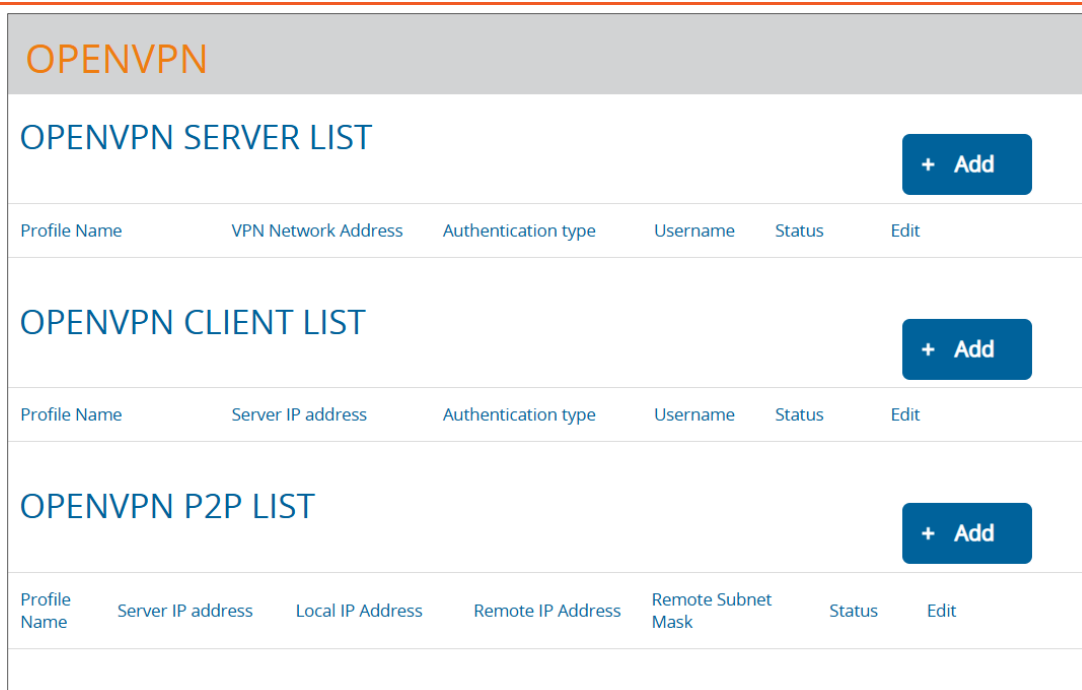 OPENVPN
OPENVPN SERVER LIST
+ Add
Profile Name VPN Network Address Authentication type Username Status Edit
OPENVPN CLIENT LIST
+ Add
Profile Name Server IP address Authentication type Username Status Edit
OPENVPN P2P LIST
+ Add
Profile Name Server IP address Local IP Address Remote IP Address Remote Subnet Mask Status Edit